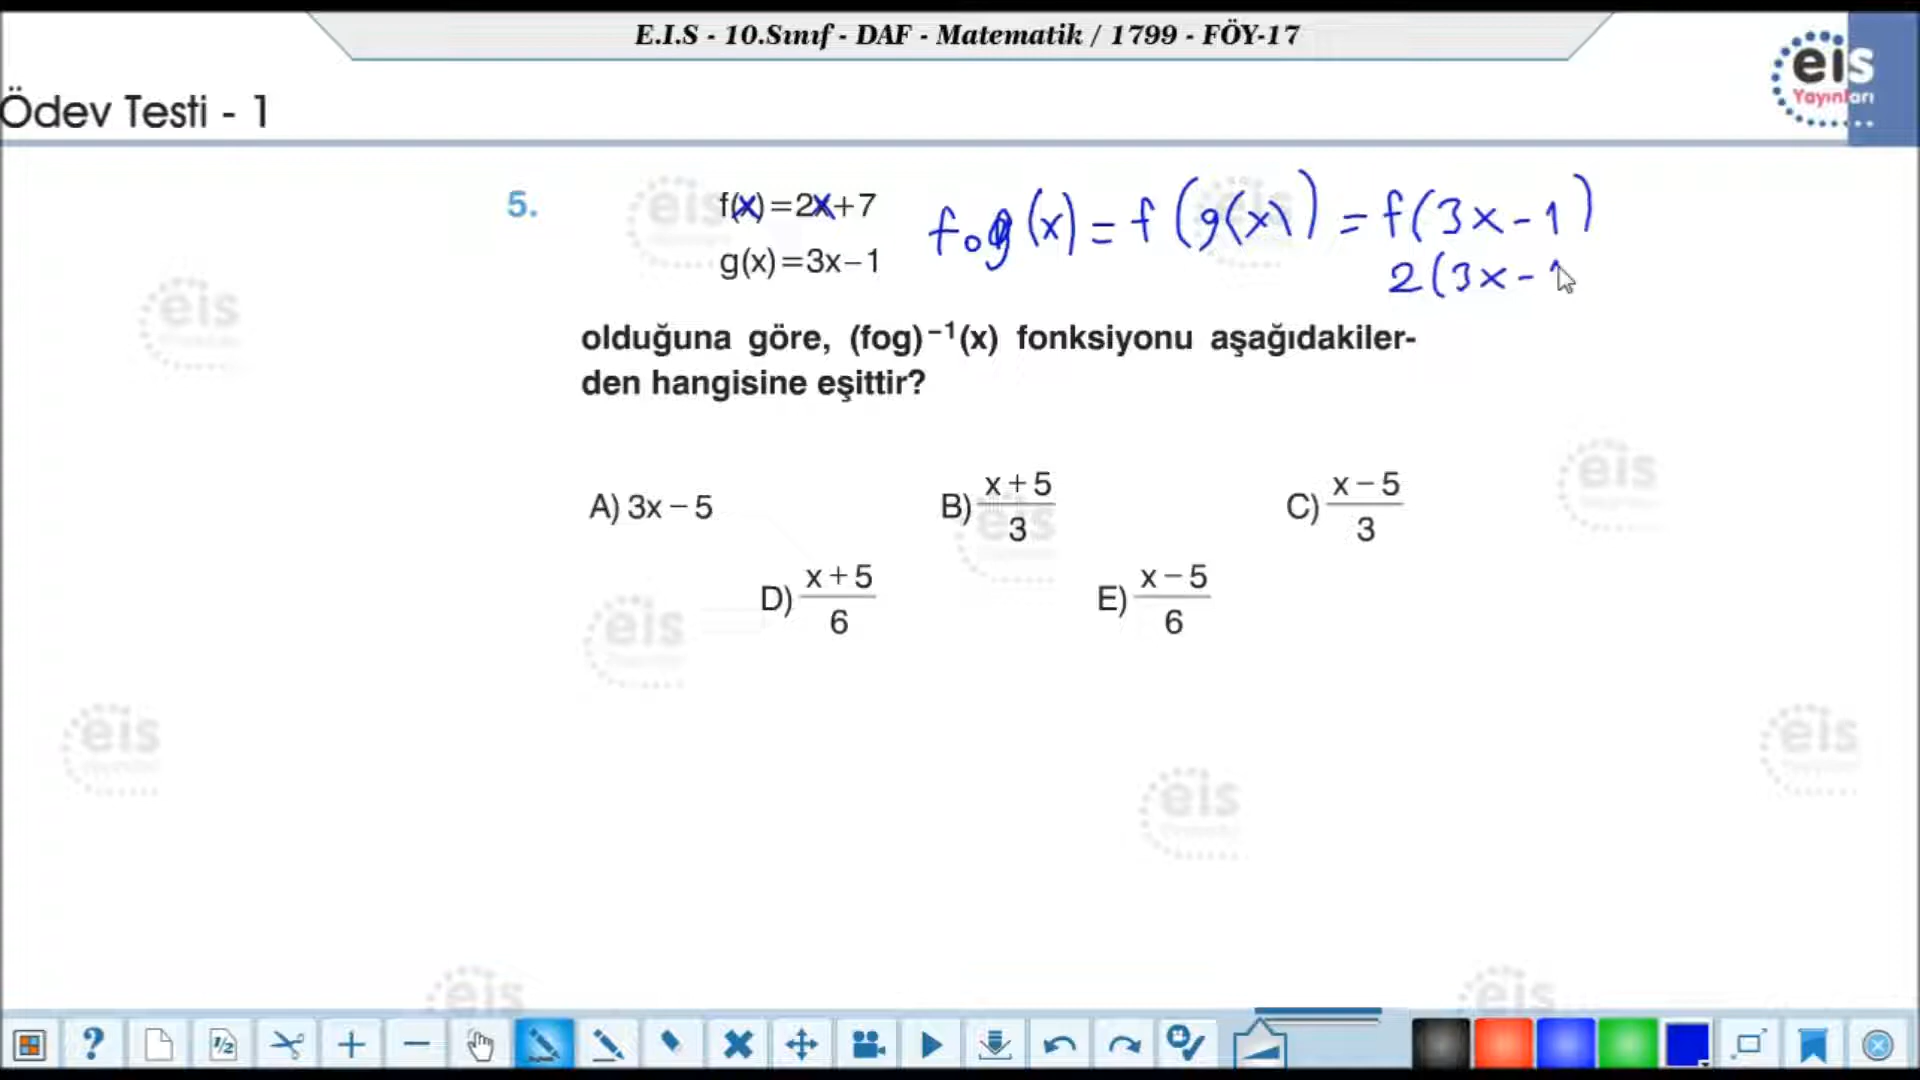 E.I.S - 10.Sınıf - DAF - Matematik / 1799 - FÖY-17
eis
Yayınları
Ödev Testi - 1
5.
f(x)=2x+7
g(x)=3x−1
fog(x) = f(g(x)) = f(3x-1)
2(3x-1
olduğuna göre, (fog)⁻¹(x) fonksiyonu aşağıdakiler-
den hangisine eşittir?
A) 3x − 5
B) (x + 5)/3
C) (x − 5)/3
D) (x + 5)/6
E) (x − 5)/6